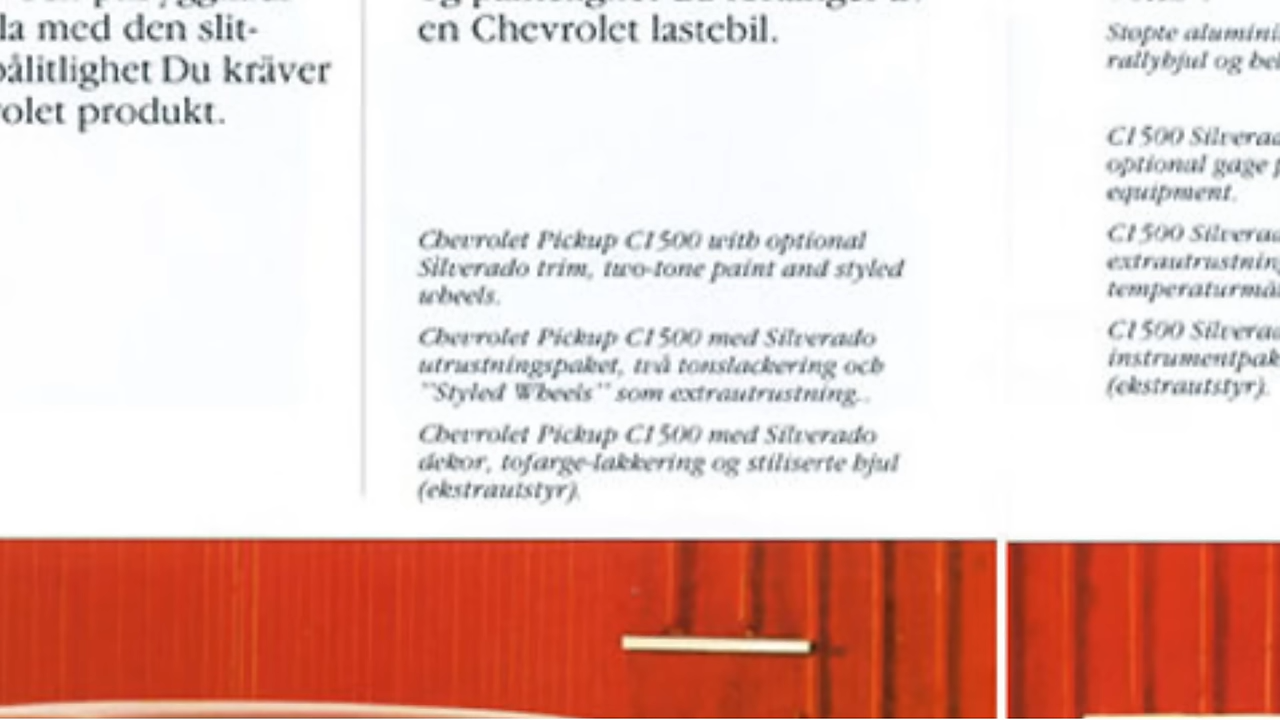 la med den slit-
pålitlighet Du kräver
olet produkt.
en Chevrolet lastebil.
Chevrolet Pickup C1500 with optional
Silverado trim, two-tone paint and styled
wheels.
Chevrolet Pickup C1500 med Silverado
utrustningspaket, två tonslackering och
"Styled Wheels" som extrautrustning..
Chevrolet Pickup C1500 med Silverado
dekor, tofarge-lakkering og stiliserte hjul
(ekstrautstyr).
Støpte alumini
rallyhjul og bel
C1500 Silverad
optional gage p
equipment.
C1500 Silverad
extrautrustning
temperaturmä
C1500 Silverad
instrumentpak
(ekstrautstyr).